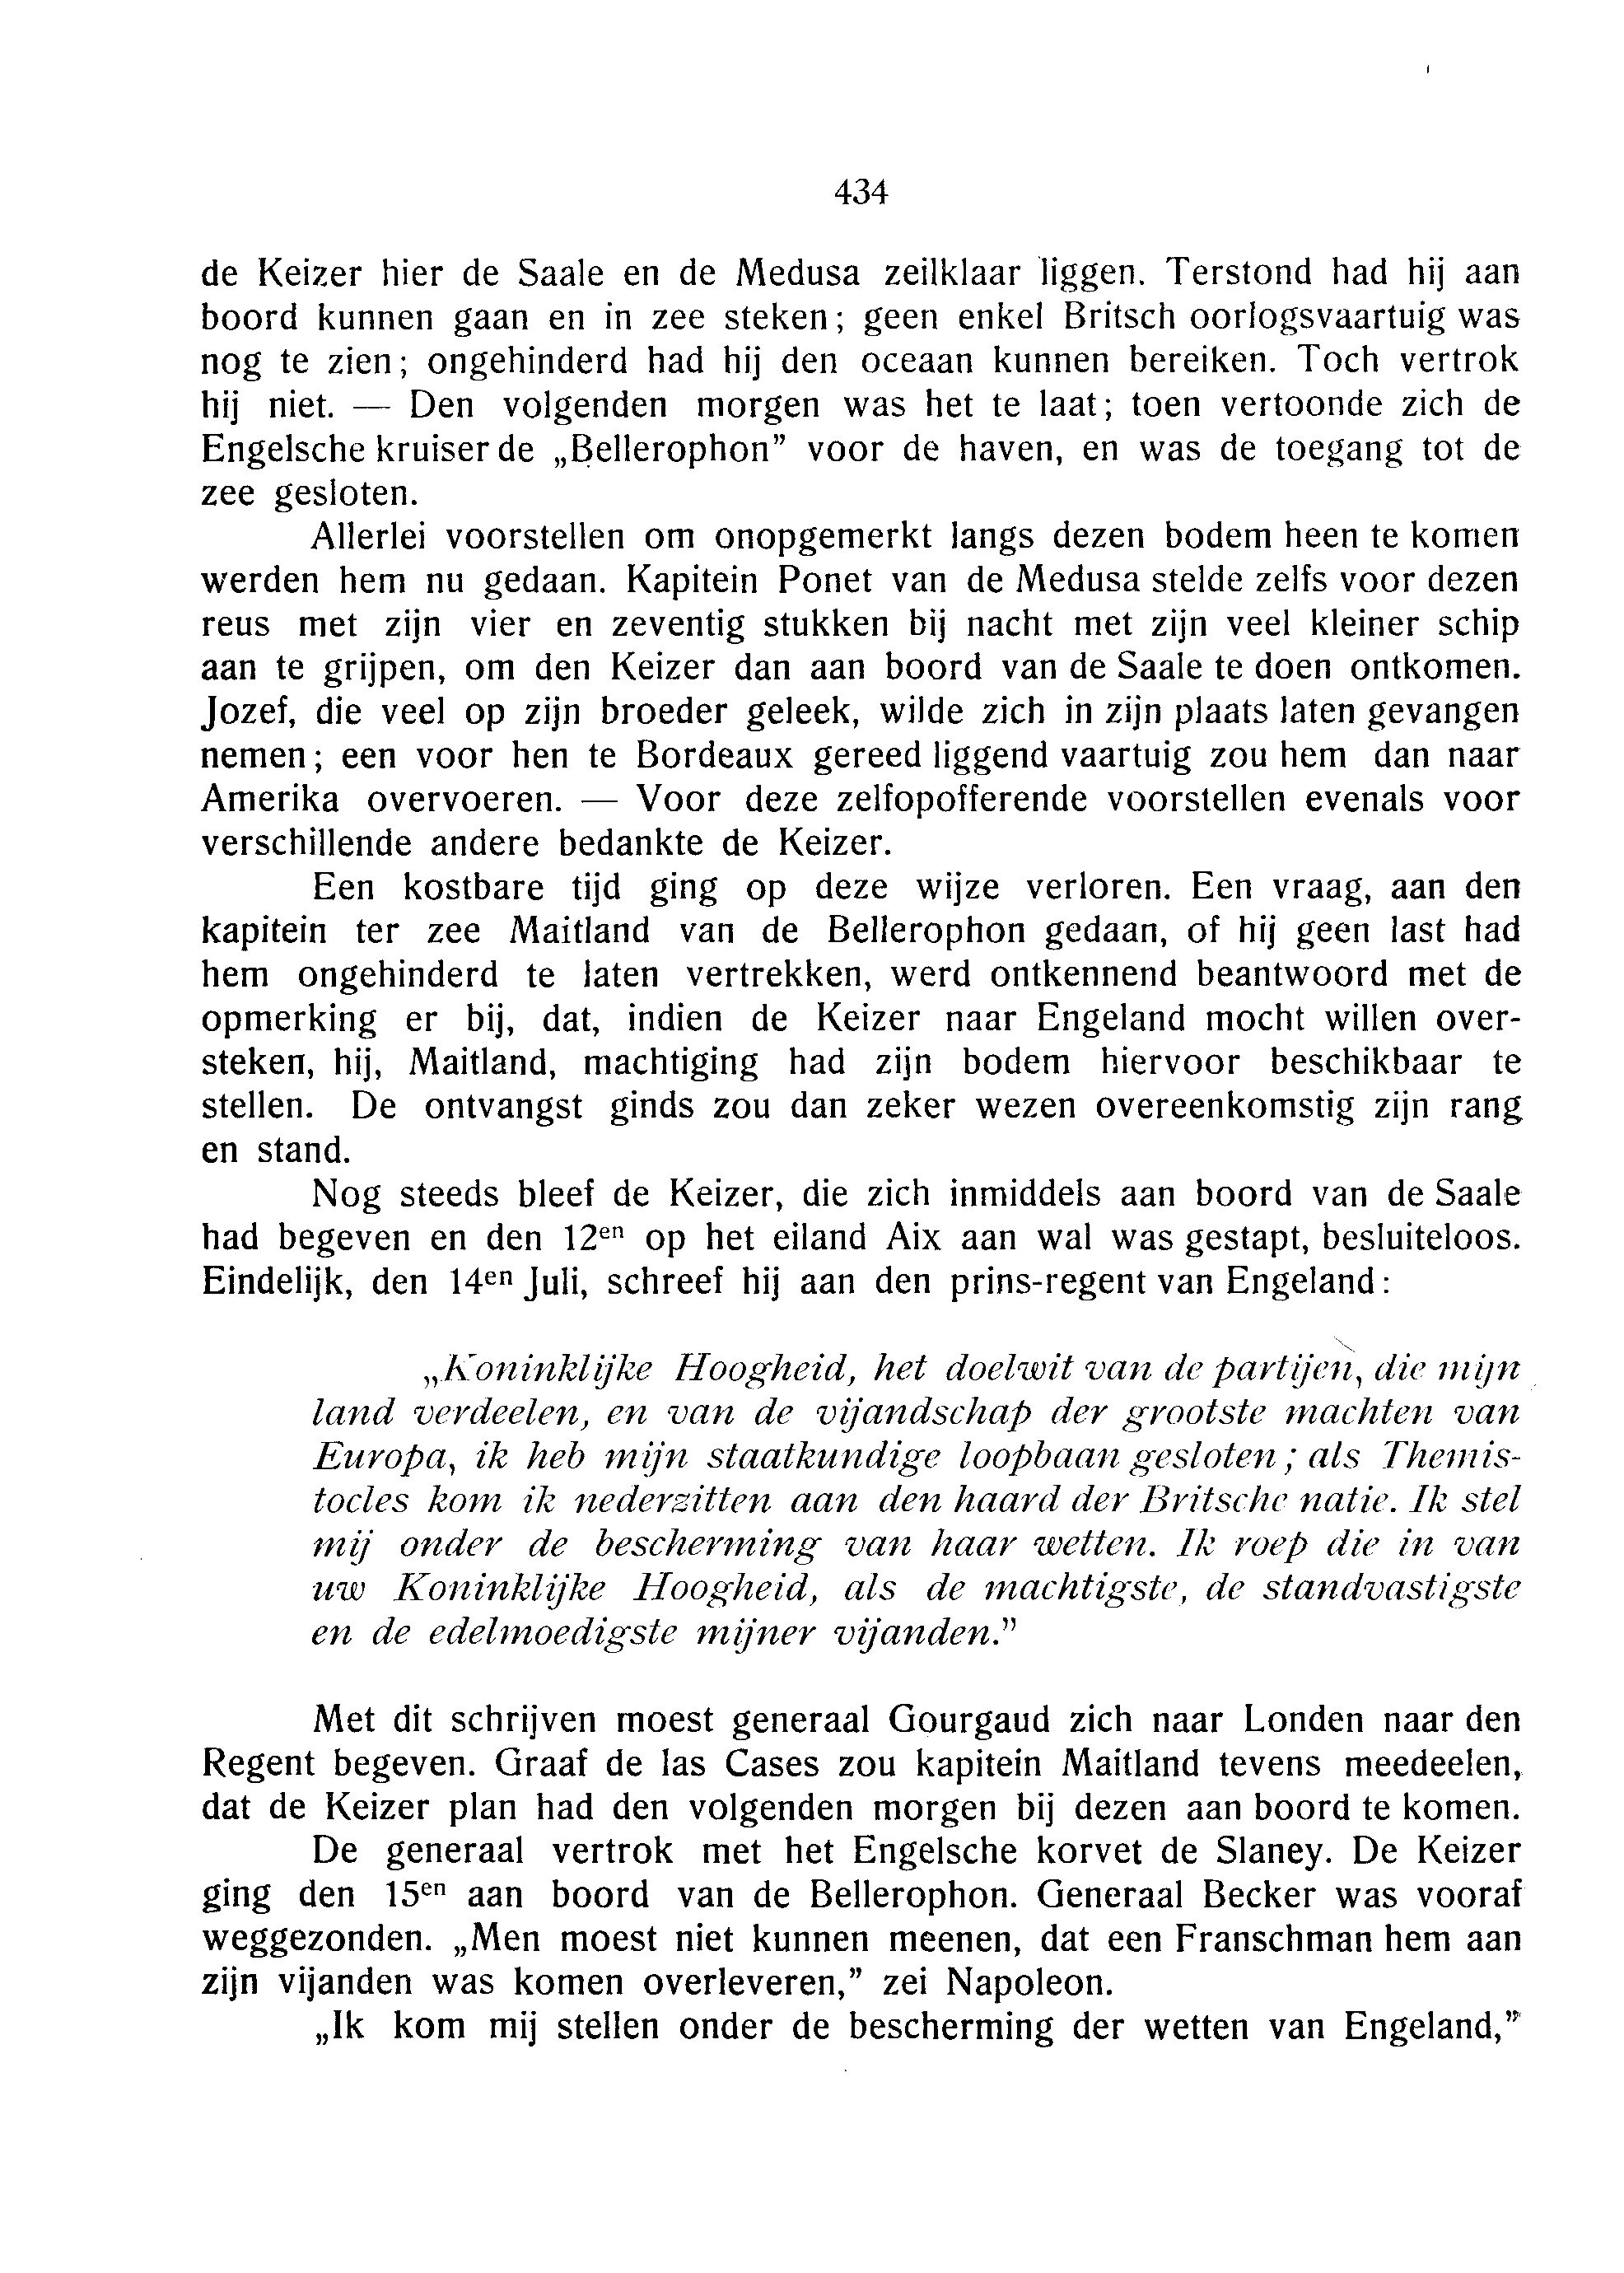 434
de Keizer hier de Saale en de Medusa zeilklaar liggen. Terstond had hij aan
boord kunnen gaan en in zee steken; geen enkel Britsch oorlogsvaartuig was
nog te zien; ongehinderd had hij den oceaan kunnen bereiken. Toch vertrok
hij niet. — Den volgenden morgen was het te laat; toen vertoonde zich de
Engelsche kruiser de „Bellerophon” voor de haven, en was de toegang tot de
zee gesloten.
Allerlei voorstellen om onopgemerkt langs dezen bodem heen te komen
werden hem nu gedaan. Kapitein Ponet van de Medusa stelde zelfs voor dezen
reus met zijn vier en zeventig stukken bij nacht met zijn veel kleiner schip
aan te grijpen, om den Keizer dan aan boord van de Saale te doen ontkomen.
Jozef, die veel op zijn broeder geleek, wilde zich in zijn plaats laten gevangen
nemen; een voor hen te Bordeaux gereed liggend vaartuig zou hem dan naar
Amerika overvoeren. — Voor deze zelfopofferende voorstellen evenals voor
verschillende andere bedankte de Keizer.
Een kostbare tijd ging op deze wijze verloren. Een vraag, aan den
kapitein ter zee Maitland van de Bellerophon gedaan, of hij geen last had
hem ongehinderd te laten vertrekken, werd ontkennend beantwoord met de
opmerking er bij, dat, indien de Keizer naar Engeland mocht willen over-
steken, hij, Maitland, machtiging had zijn bodem hiervoor beschikbaar te
stellen. De ontvangst ginds zou dan zeker wezen overeenkomstig zijn rang
en stand.
Nog steeds bleef de Keizer, die zich inmiddels aan boord van de Saale
had begeven en den 12en op het eiland Aix aan wal was gestapt, besluiteloos.
Eindelijk, den 14en Juli, schreef hij aan den prins-regent van Engeland:
„Koninklijke Hoogheid, het doelwit van de partijen, die mijn
land verdeelen, en van de vijandschap der grootste machten van
Europa, ik heb mijn staatkundige loopbaan gesloten; als Themis-
tocles kom ik nederzitten aan den haard der Britsche natie. Ik stel
mij onder de bescherming van haar wetten. Ik roep die in van
uw Koninklijke Hoogheid, als de machtigste, de standvastigste
en de edelmoedigste mijner vijanden.”
Met dit schrijven moest generaal Gourgaud zich naar Londen naar den
Regent begeven. Graaf de las Cases zou kapitein Maitland tevens meedeelen,
dat de Keizer plan had den volgenden morgen bij dezen aan boord te komen.
De generaal vertrok met het Engelsche korvet de Slaney. De Keizer
ging den 15en aan boord van de Bellerophon. Generaal Becker was vooraf
weggezonden. „Men moest niet kunnen meenen, dat een Franschman hem aan
zijn vijanden was komen overleveren,” zei Napoleon.
„Ik kom mij stellen onder de bescherming der wetten van Engeland,”